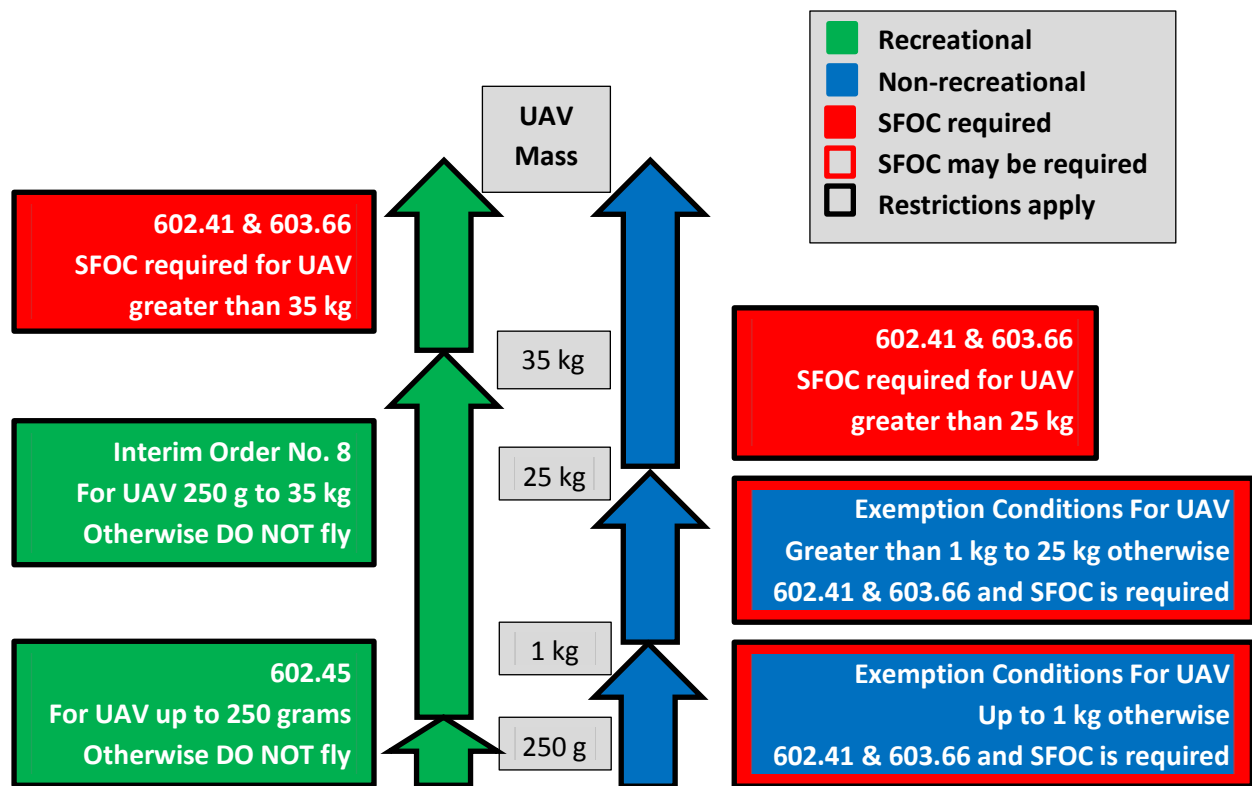 Recreational
Non-recreational
SFOC required
SFOC may be required
Restrictions apply
UAV
Mass
602.41 & 603.66
SFOC required for UAV
greater than 35 kg
35 kg
602.41 & 603.66
SFOC required for UAV
greater than 25 kg
Interim Order No. 8
For UAV 250 g to 35 kg
Otherwise DO NOT fly
25 kg
Exemption Conditions For UAV
Greater than 1 kg to 25 kg otherwise
602.41 & 603.66 and SFOC is required
1 kg
602.45
For UAV up to 250 grams
Otherwise DO NOT fly
250 g
Exemption Conditions For UAV
Up to 1 kg otherwise
602.41 & 603.66 and SFOC is required